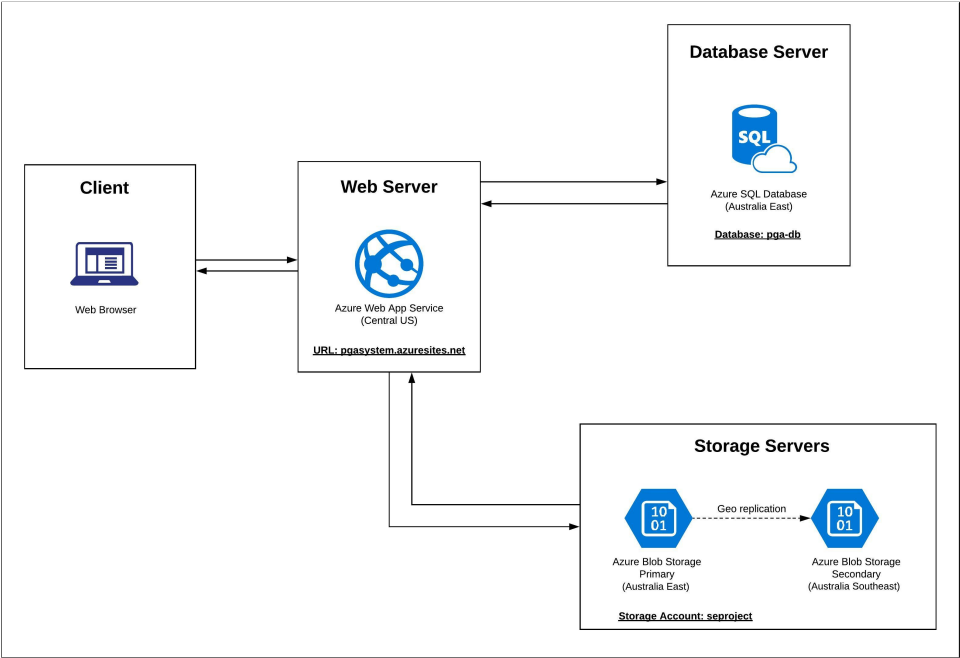 Database Server
SQL
Azure SQL Database
(Australia East)
Database: pga-db
Client
Web Browser
Web Server
Azure Web App Service
(Central US)
URL: pgasystem.azuresites.net
Storage Servers
10
01
Geo replication
10
01
Azure Blob Storage
Primary
(Australia East)
Azure Blob Storage
Secondary
(Australia Southeast)
Storage Account: seproject